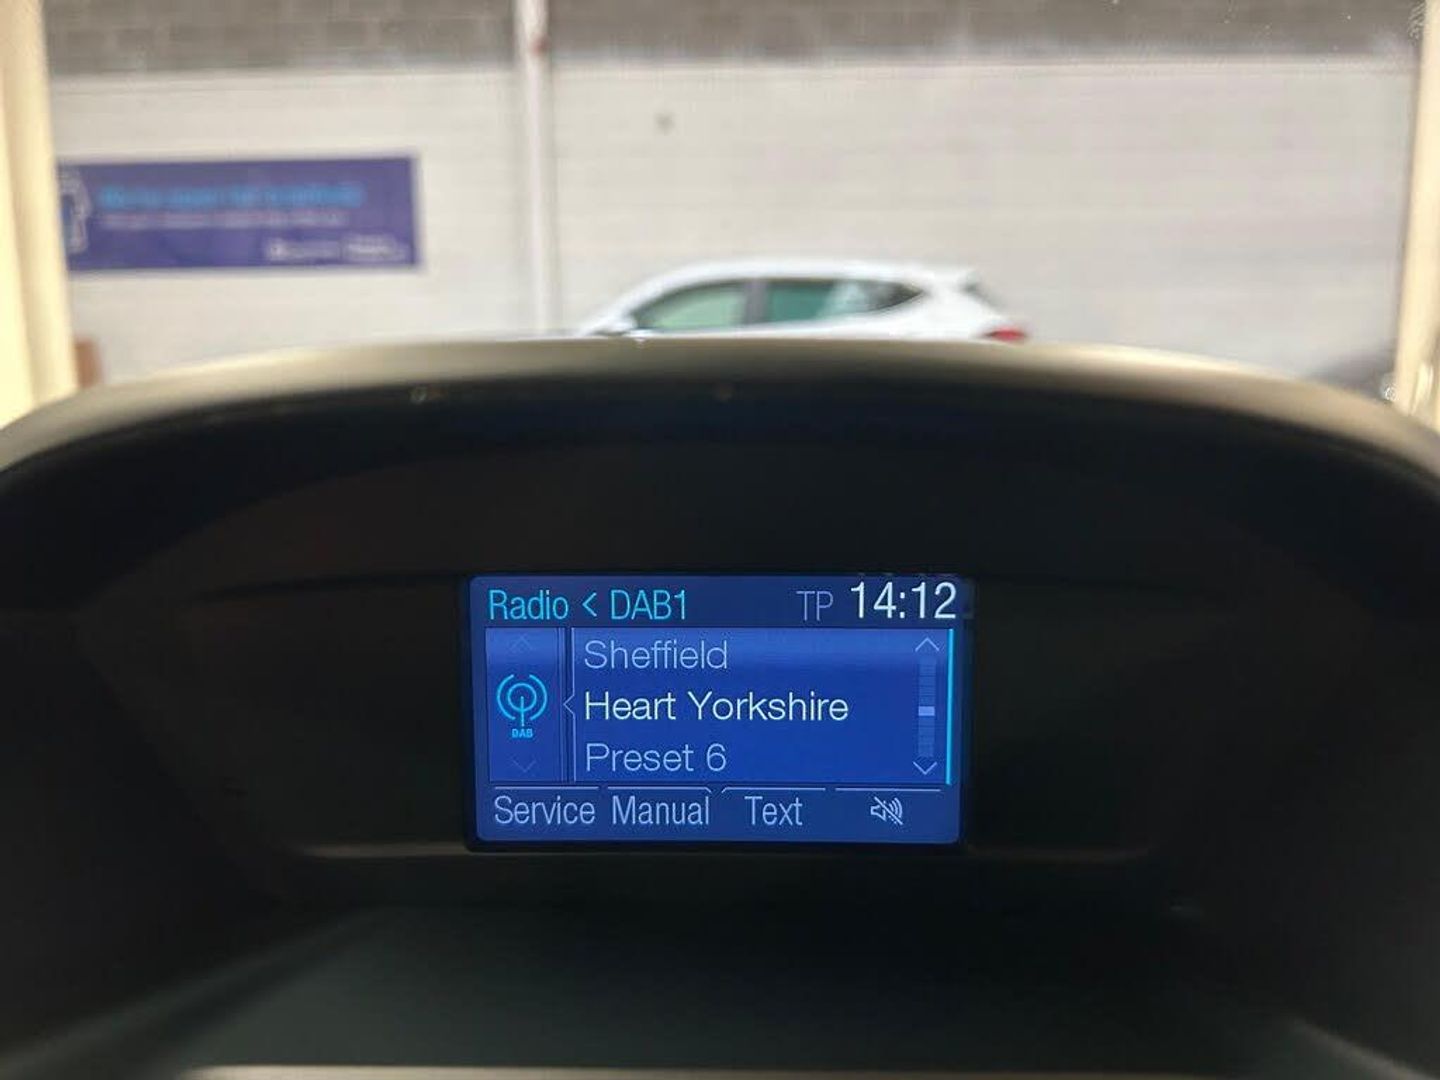 Radio < DAB1 TP 14:12
Sheffield
Heart Yorkshire
DAB
Preset 6
Service Manual Text